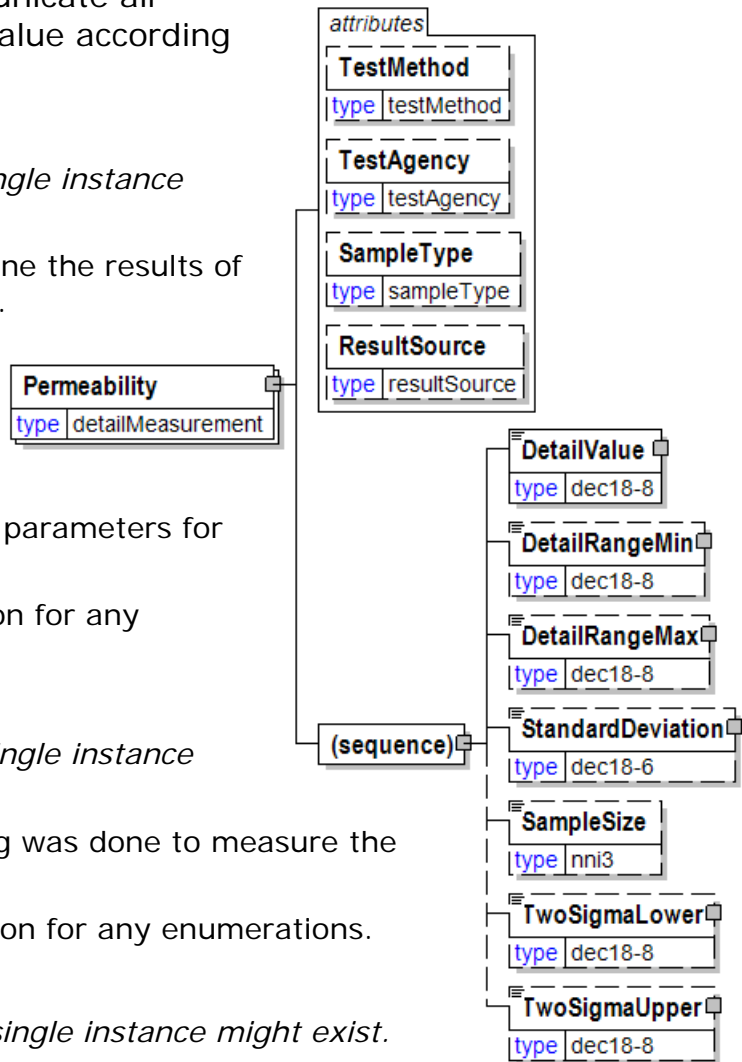 unicate all
alue according
ngle instance
ne the results of
.
parameters for
on for any
ingle instance
g was done to measure the
on for any enumerations.
single instance might exist.
Permeability
type detailMeasurement
attributes
TestMethod
type testMethod
TestAgency
type testAgency
SampleType
type sampleType
ResultSource
type resultSource
(sequence)
DetailValue
type dec18-8
DetailRangeMin
type dec18-8
DetailRangeMax
type dec18-8
StandardDeviation
type dec18-6
SampleSize
type nni3
TwoSigmaLower
type dec18-8
TwoSigmaUpper
type dec18-8